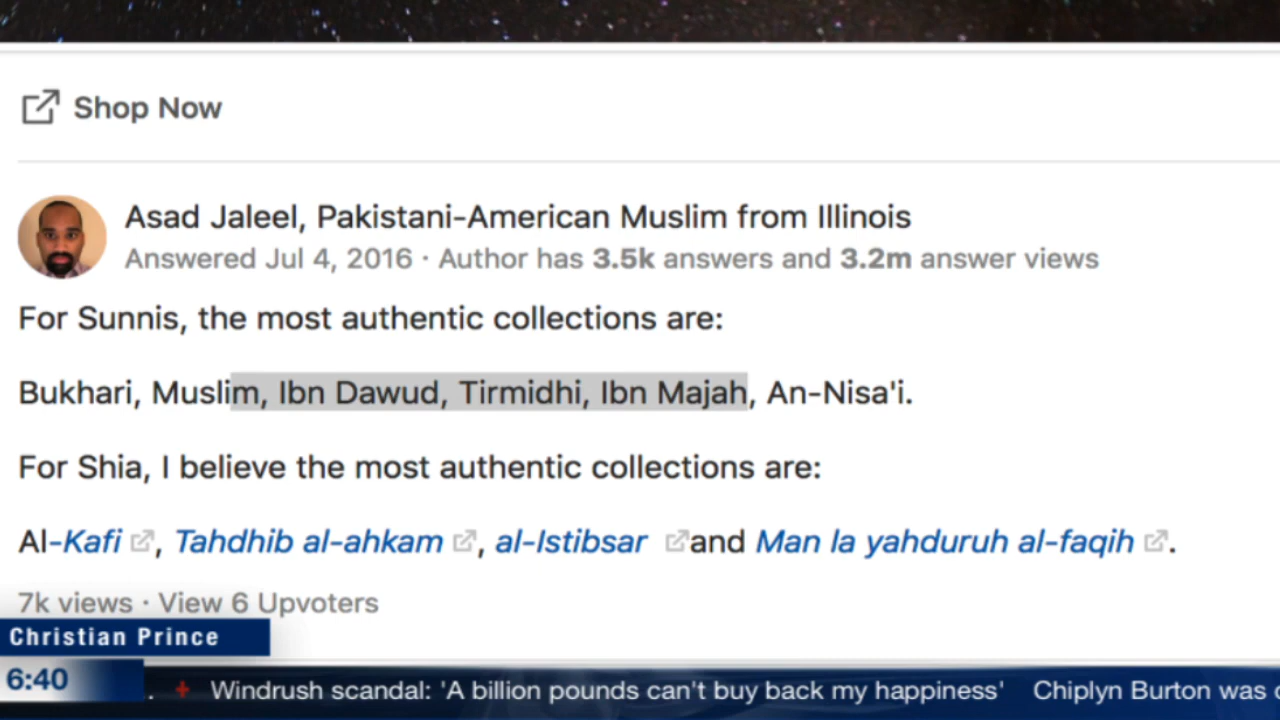 Shop Now
Asad Jaleel, Pakistani-American Muslim from Illinois
Answered Jul 4, 2016 · Author has 3.5k answers and 3.2m answer views
For Sunnis, the most authentic collections are:
Bukhari, Muslim, Ibn Dawud, Tirmidhi, Ibn Majah, An-Nisa'i.
For Shia, I believe the most authentic collections are:
Al-Kafi, Tahdhib al-ahkam, al-Istibsar and Man la yahduruh al-faqih.
7k views · View 6 Upvoters
Christian Prince
6:40 . + Windrush scandal: 'A billion pounds can't buy back my happiness' Chiplyn Burton was